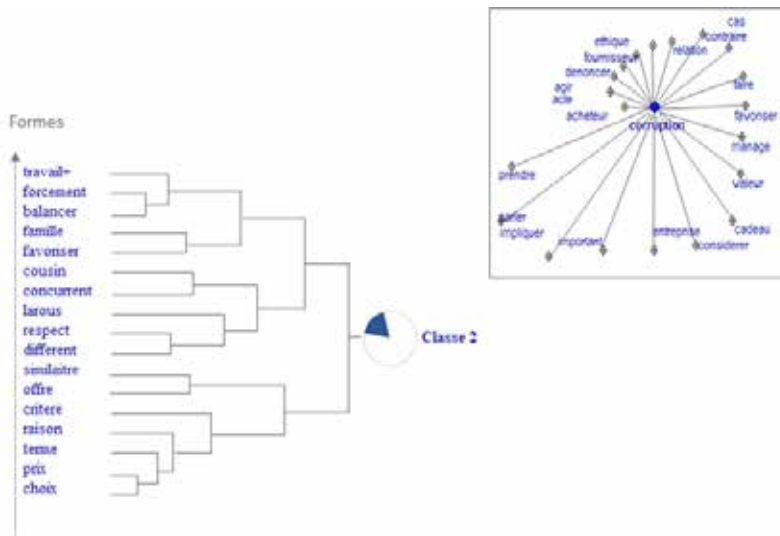 Formes
travail+
forcement
balancer
famille
favoriser
cousin
concurrent
larous
respect
different
similastre
offre
critere
raison
terme
prix
choix
Classe 2
cas
contraire
ethique
relation
fournisseur
denoncer
faire
agir
acte
favoriser
acheteur
corruption
manage
prendre
valeur
parler
impliquer
cadeau
important
entreprise
considerer